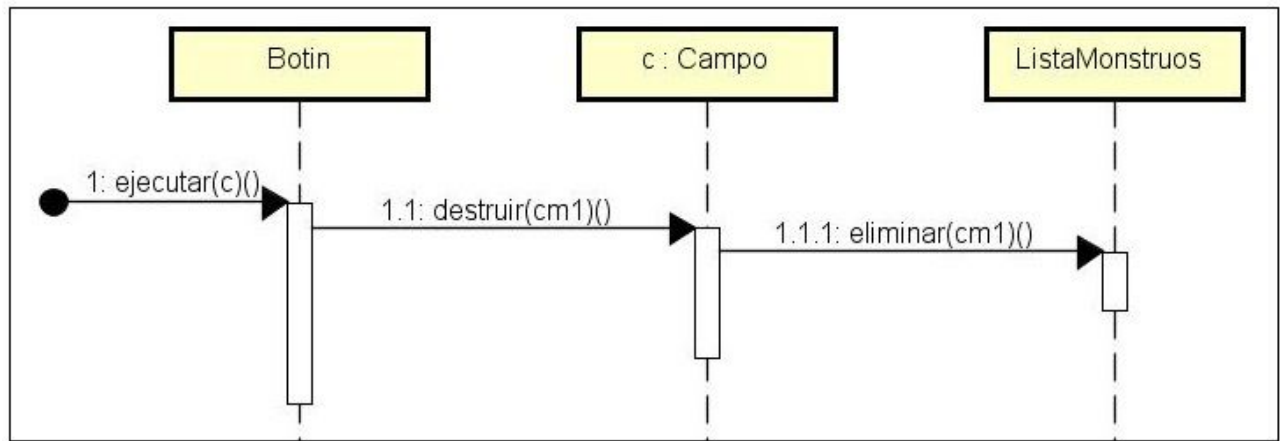 Botin
c : Campo
ListaMonstruos
1: ejecutar(c)()
1.1: destruir(cm1)()
1.1.1: eliminar(cm1)()